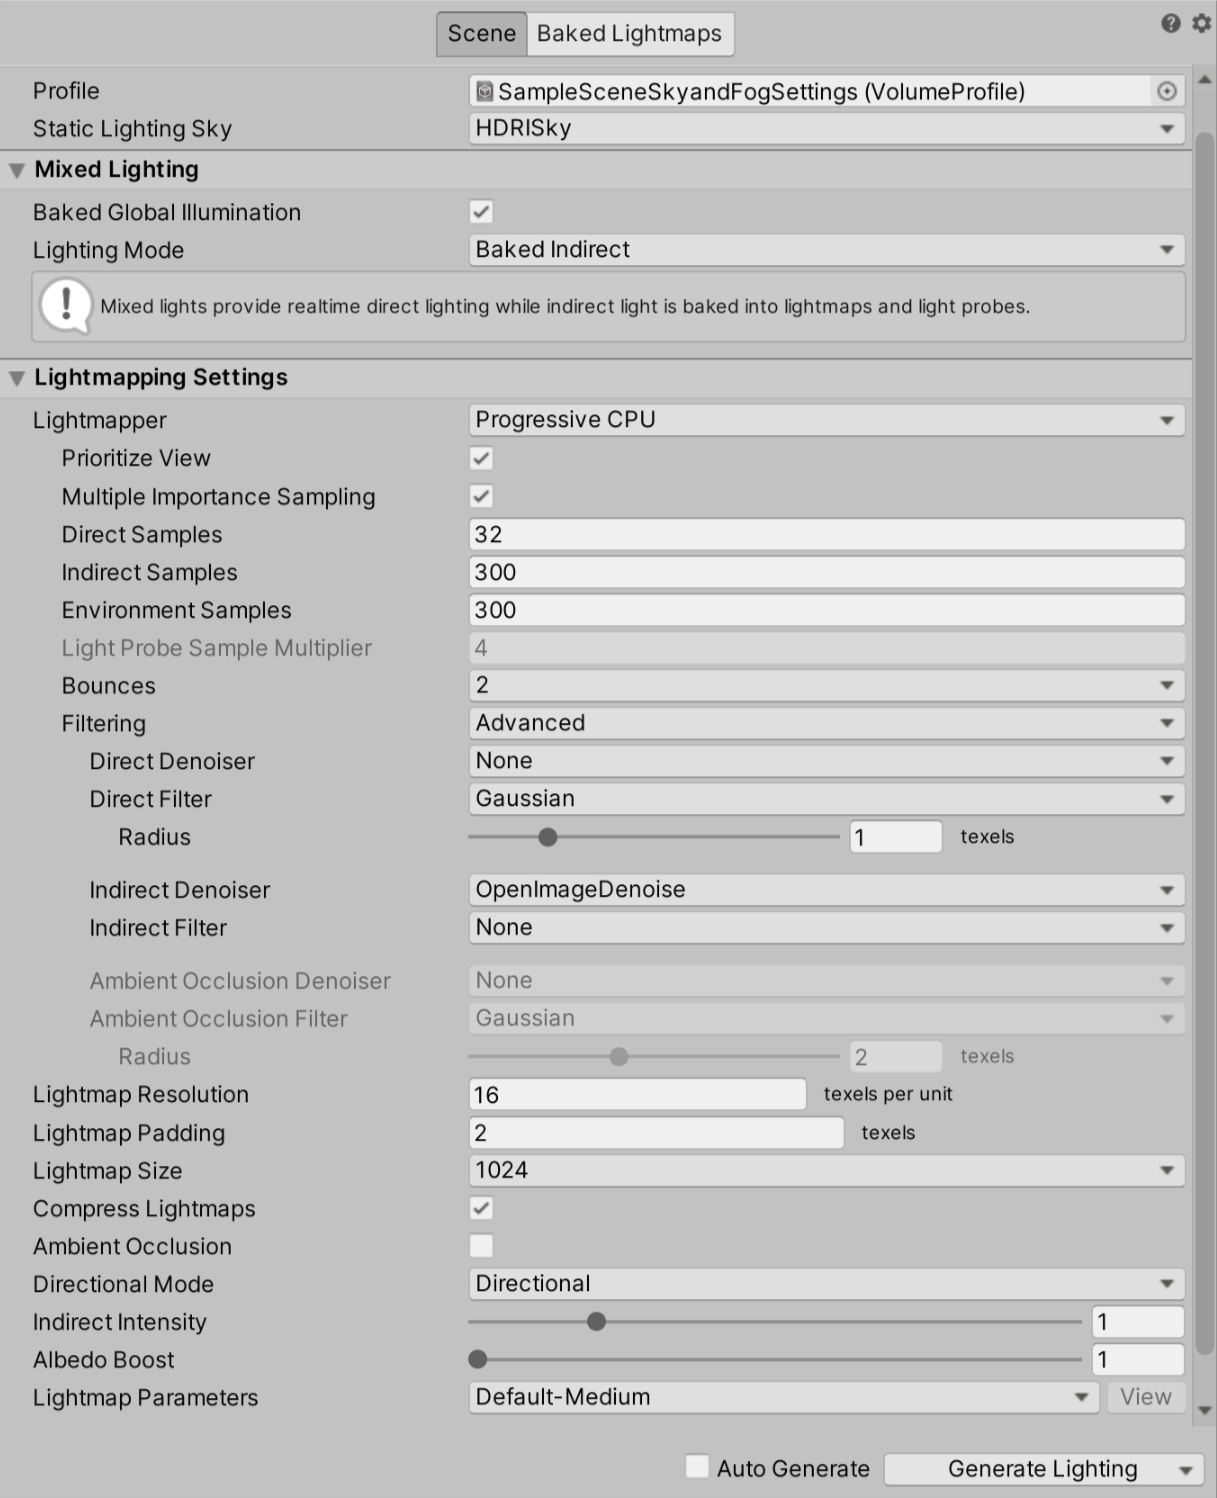 Scene Baked Lightmaps
Profile SampleSceneSkyandFogSettings (VolumeProfile)
Static Lighting Sky HDRISky
Mixed Lighting
Baked Global Illumination
Lighting Mode Baked Indirect
Mixed lights provide realtime direct lighting while indirect light is baked into lightmaps and light probes.
Lightmapping Settings
Lightmapper Progressive CPU
Prioritize View
Multiple Importance Sampling
Direct Samples 32
Indirect Samples 300
Environment Samples 300
Light Probe Sample Multiplier 4
Bounces 2
Filtering Advanced
Direct Denoiser None
Direct Filter Gaussian
Radius 1 texels
Indirect Denoiser OpenImageDenoise
Indirect Filter None
Ambient Occlusion Denoiser None
Ambient Occlusion Filter Gaussian
Radius 2 texels
Lightmap Resolution 16 texels per unit
Lightmap Padding 2 texels
Lightmap Size 1024
Compress Lightmaps
Ambient Occlusion
Directional Mode Directional
Indirect Intensity 1
Albedo Boost 1
Lightmap Parameters Default-Medium View
Auto Generate Generate Lighting